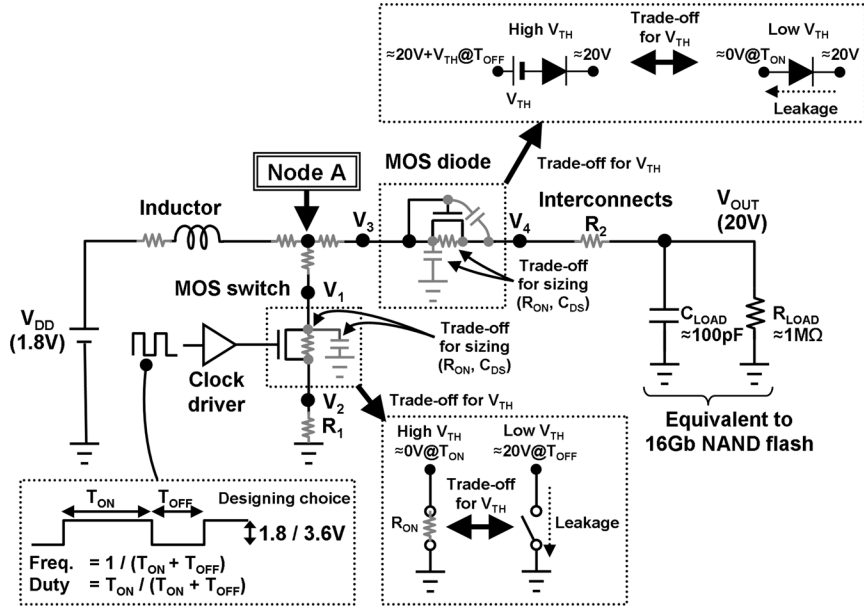 High V_TH
≈20V+V_TH@T_OFF
≈20V
V_TH
Trade-off
for V_TH
Low V_TH
≈0V@T_ON
≈20V
Leakage
Trade-off for V_TH
Node A
MOS diode
Inductor
V_3
V_4
Interconnects
R_2
V_OUT
(20V)
Trade-off
for sizing
(R_ON, C_DS)
V_DD
(1.8V)
MOS switch
V_1
Clock
driver
Trade-off
for sizing
(R_ON, C_DS)
V_2
R_1
Trade-off for V_TH
C_LOAD
≈100pF
R_LOAD
≈1MΩ
Equivalent to
16Gb NAND flash
T_ON
T_OFF
Designing choice
1.8 / 3.6V
Freq. = 1 / (T_ON + T_OFF)
Duty = T_ON / (T_ON + T_OFF)
High V_TH
≈0V@T_ON
R_ON
Trade-off
for V_TH
Low V_TH
≈20V@T_OFF
Leakage